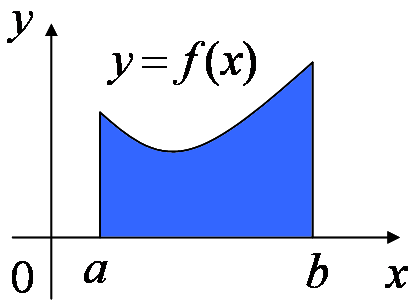 y
y = f(x)
0 a b x